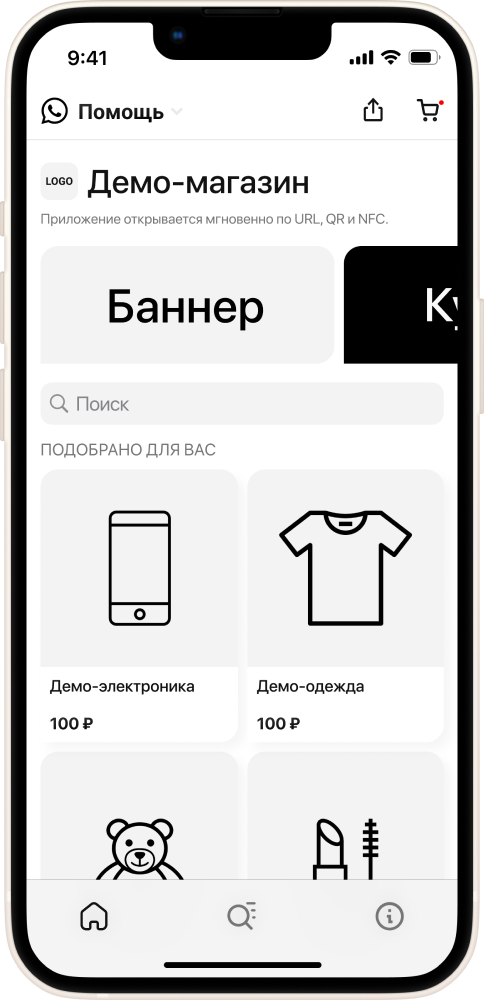 9:41
Помощь
LOGO
Демо-магазин
Приложение открывается мгновенно по URL, QR и NFC.
Баннер
Ку
Поиск
ПОДОБРАНО ДЛЯ ВАС
Демо-электроника
Демо-одежда
100 ₽
100 ₽